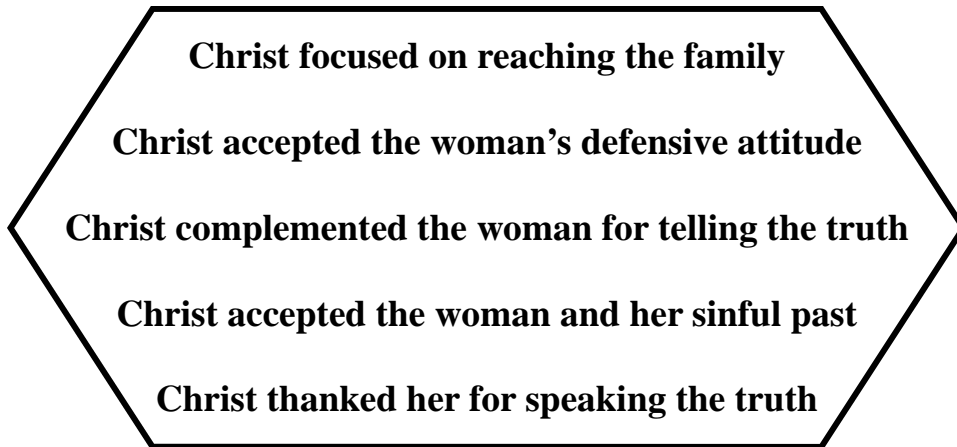 Christ focused on reaching the family
Christ accepted the woman’s defensive attitude
Christ complemented the woman for telling the truth
Christ accepted the woman and her sinful past
Christ thanked her for speaking the truth